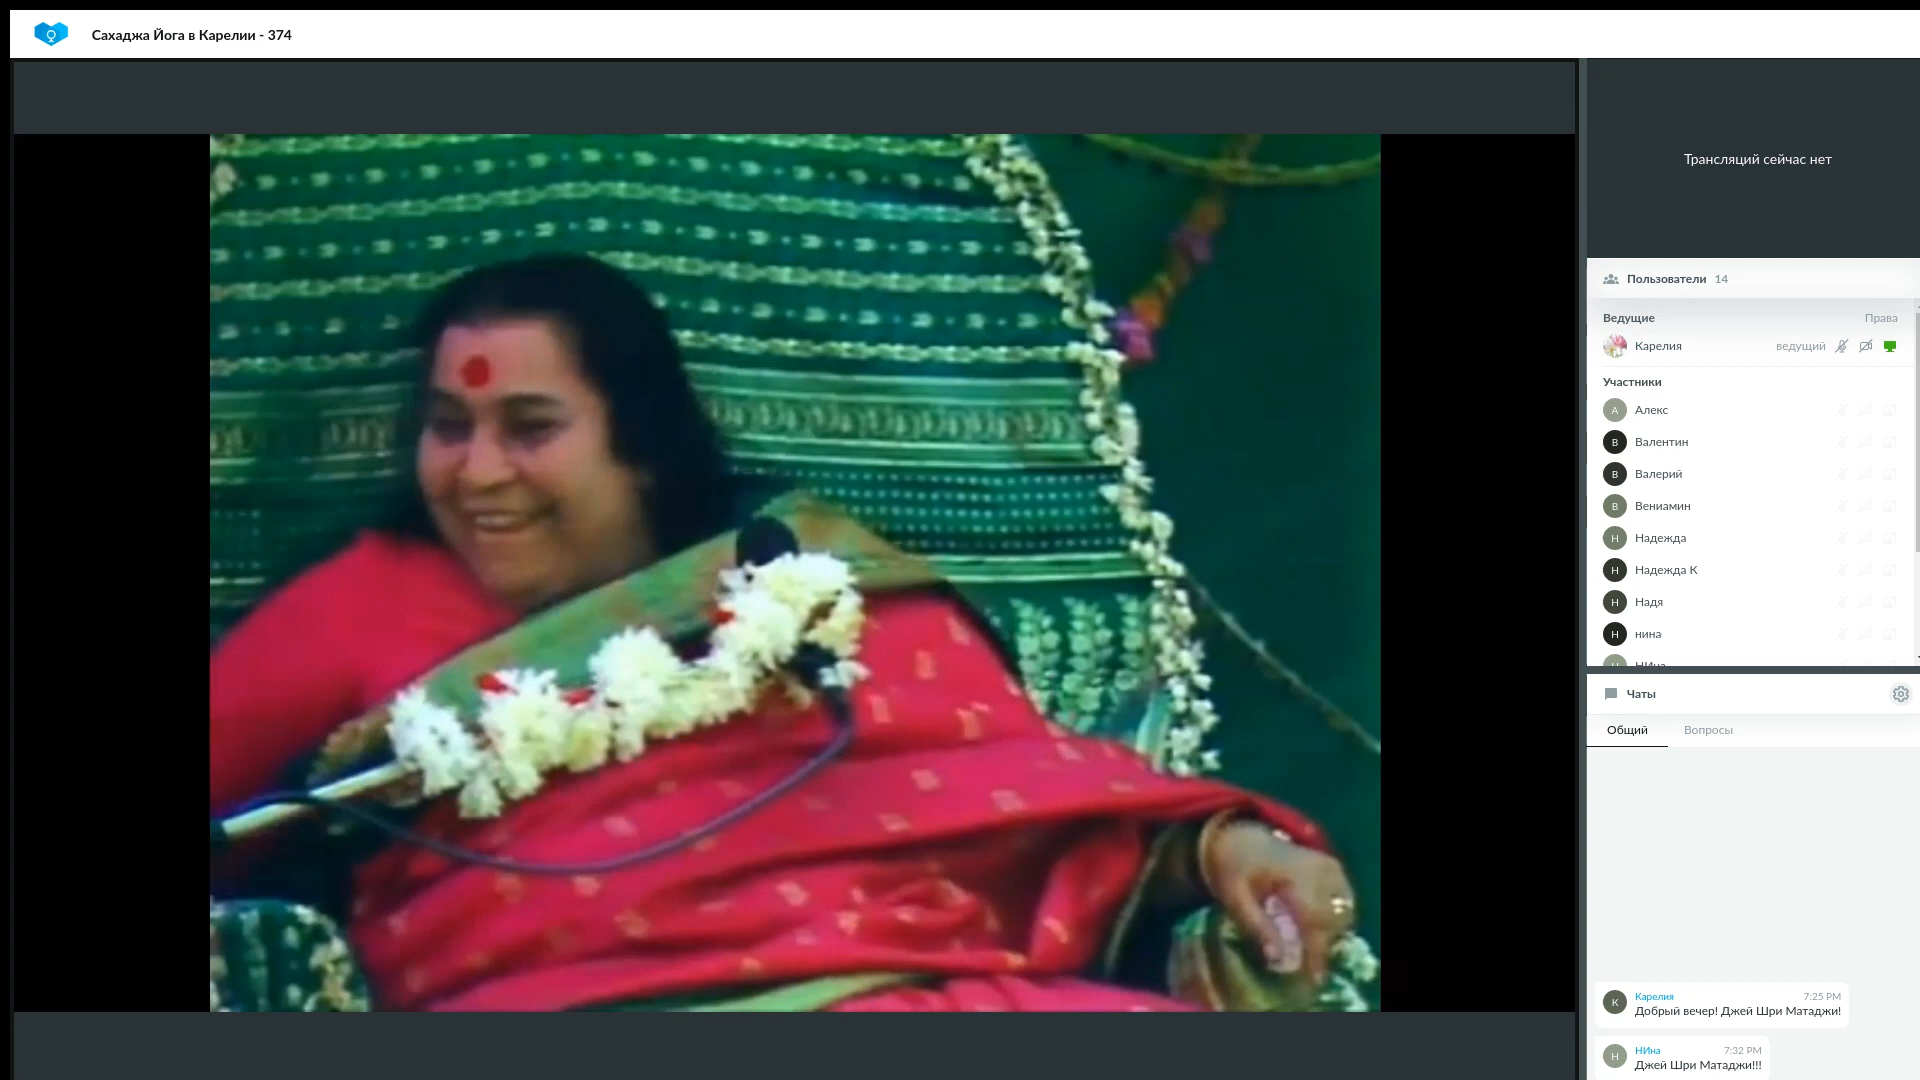 Сахаджа Йога в Карелии - 374
Трансляций сейчас нет
Пользователи 14
Ведущие Права
Карелия ведущий
Участники
А Алекс
В Валентин
В Валерий
В Вениамин
Н Надежда
Н Надежда К
Н Надя
Н нина
Н НИна
Чаты
Общий Вопросы
К Карелия 7:25 PM
Добрый вечер! Джей Шри Матаджи!
Н НИна 7:32 PM
Джей Шри Матаджи!!!